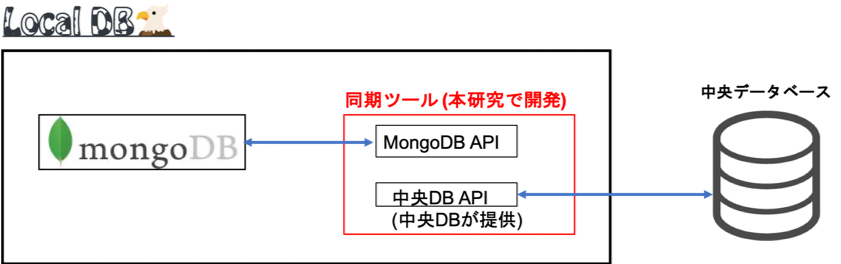 Local DB
同期ツール(本研究で開発)
中央データベース
mongoDB
MongoDB API
中央DB API
(中央DBが提供)